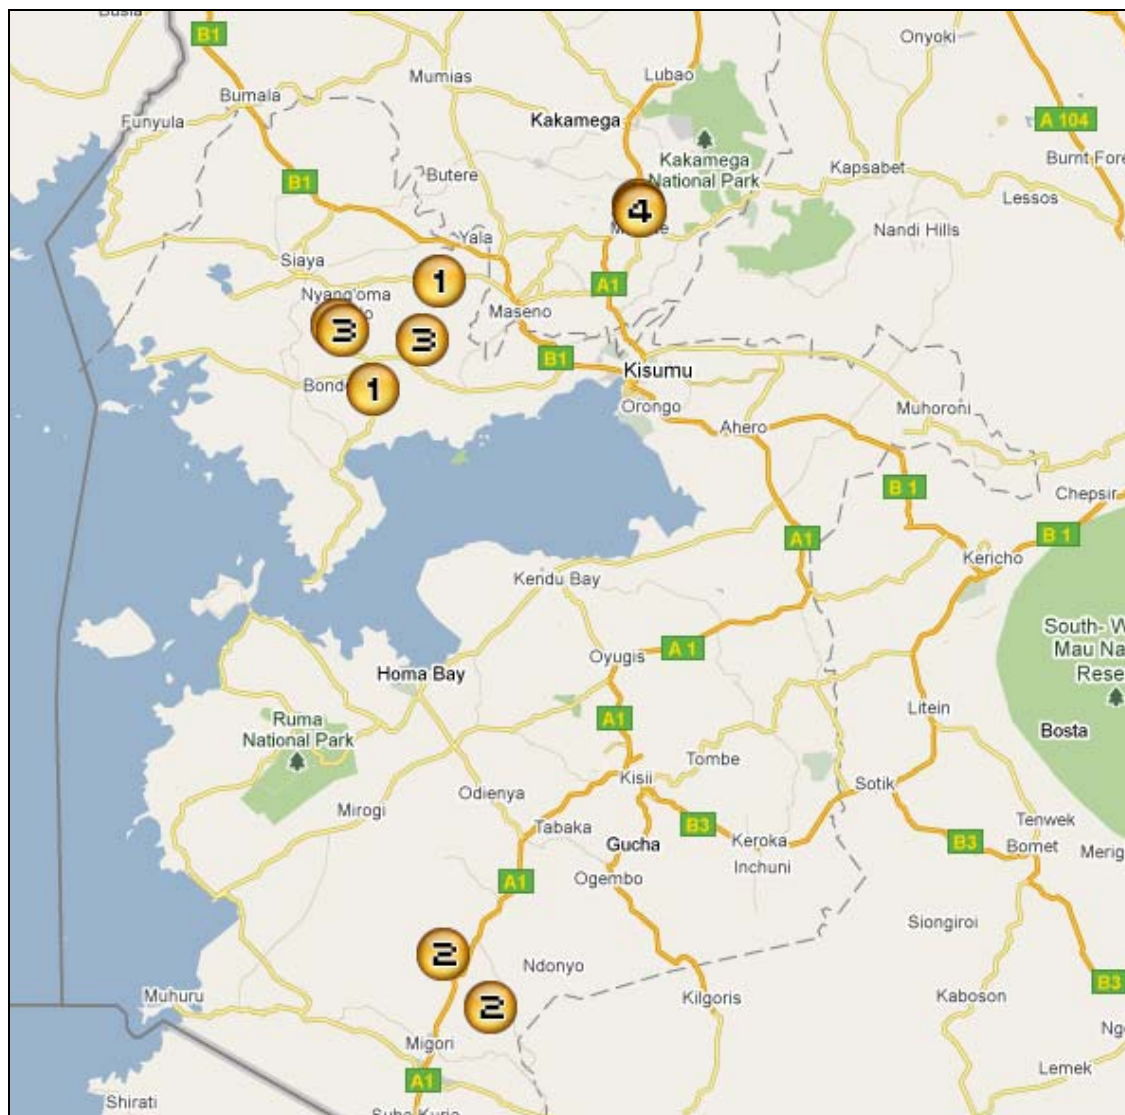 B1
Onyoki
Lubao
Mumias
Bumala
Funyula
Kakamega
A 104
Kakamega
National Park
Burnt Fore
Kapsabet
Butere
B1
Lessos
4
Nandi Hills
Yala
Siaya
1
A1
Nyang'oma
Maseno
3
3
B1
Kisumu
1
Orongo
Ahero
Muhoroni
B 1
Chepsir
A1
B 1
Kericho
Kendu Bay
South- W
Mau Na
Rese
A 1
Oyugis
Homa Bay
Litein
Ruma
National Park
A1
Bosta
Tombe
Kisii
Sotik
Odienya
Mirogi
Tabaka
B3
Tenwek
Gucha
Keroka
B3
Bomet
Merig
Inchuni
A1
Ogembo
Siongiroi
2
Ndonyo
B3
Muhuru
2
Kilgoris
Kaboson
Ng
Migori
Lemek
A1
Shirati